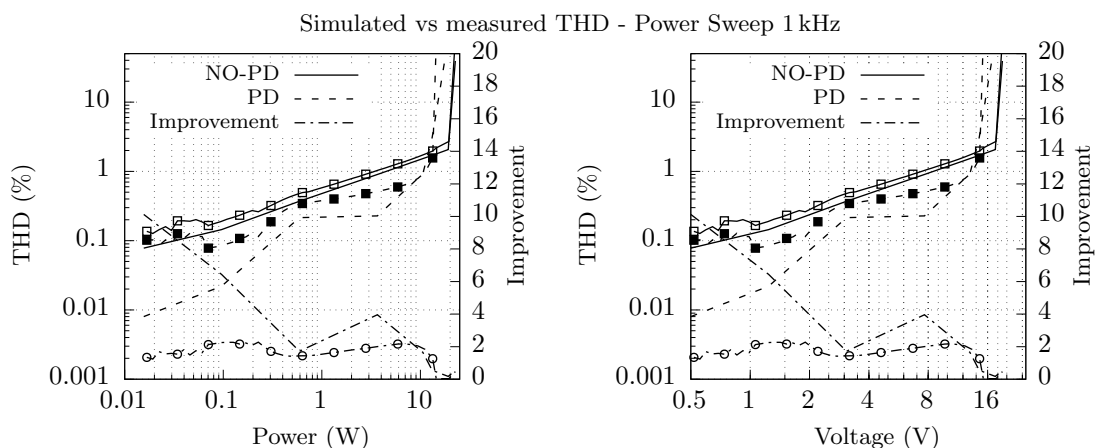 Simulated vs measured THD - Power Sweep 1 kHz
THD (%)
10
1
0.1
0.01
0.001
NO-PD
PD
Improvement
20
18
16
14
12
10
8
6
4
2
0
Improvement
0.01 0.1 1 10
Power (W)
THD (%)
10
1
0.1
0.01
0.001
NO-PD
PD
Improvement
20
18
16
14
12
10
8
6
4
2
0
Improvement
0.5 1 2 4 8 16
Voltage (V)